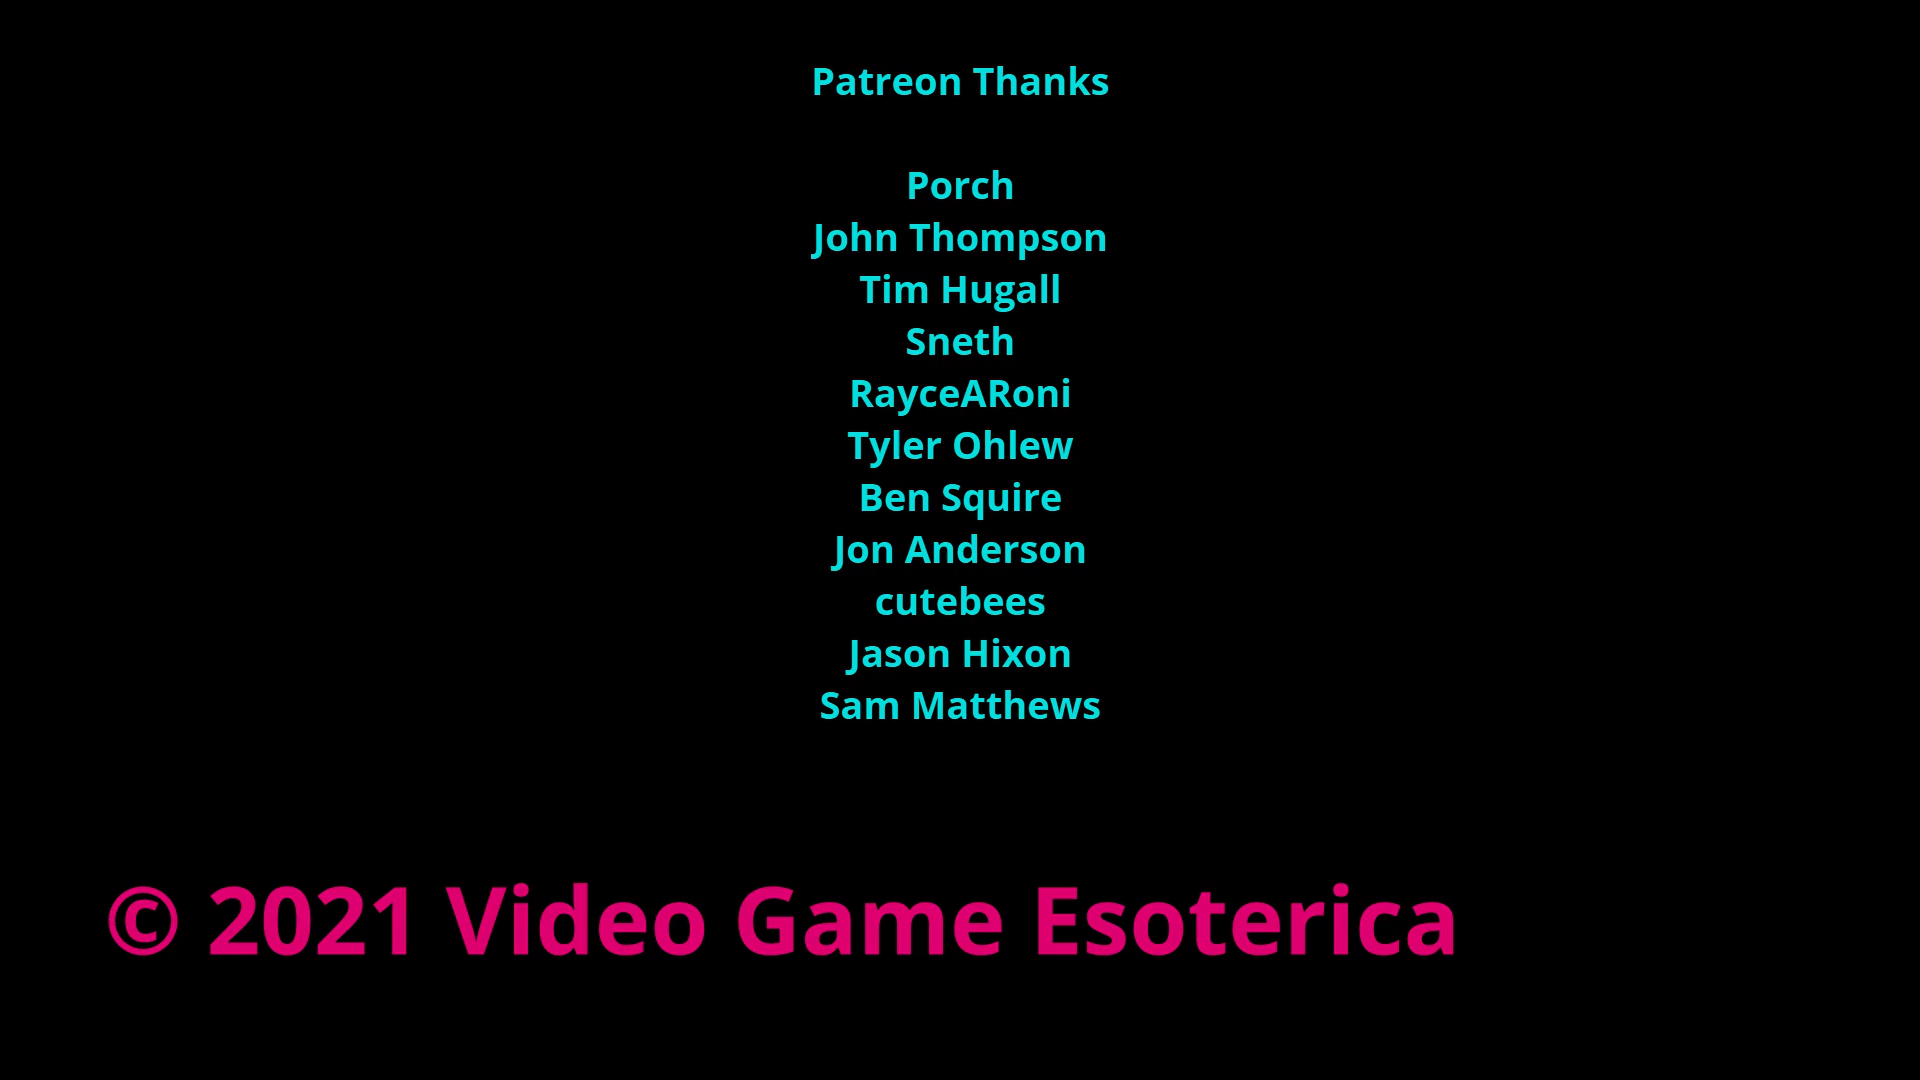 Patreon Thanks
Porch
John Thompson
Tim Hugall
Sneth
RayceARoni
Tyler Ohlew
Ben Squire
Jon Anderson
cutebees
Jason Hixon
Sam Matthews
© 2021 Video Game Esoterica